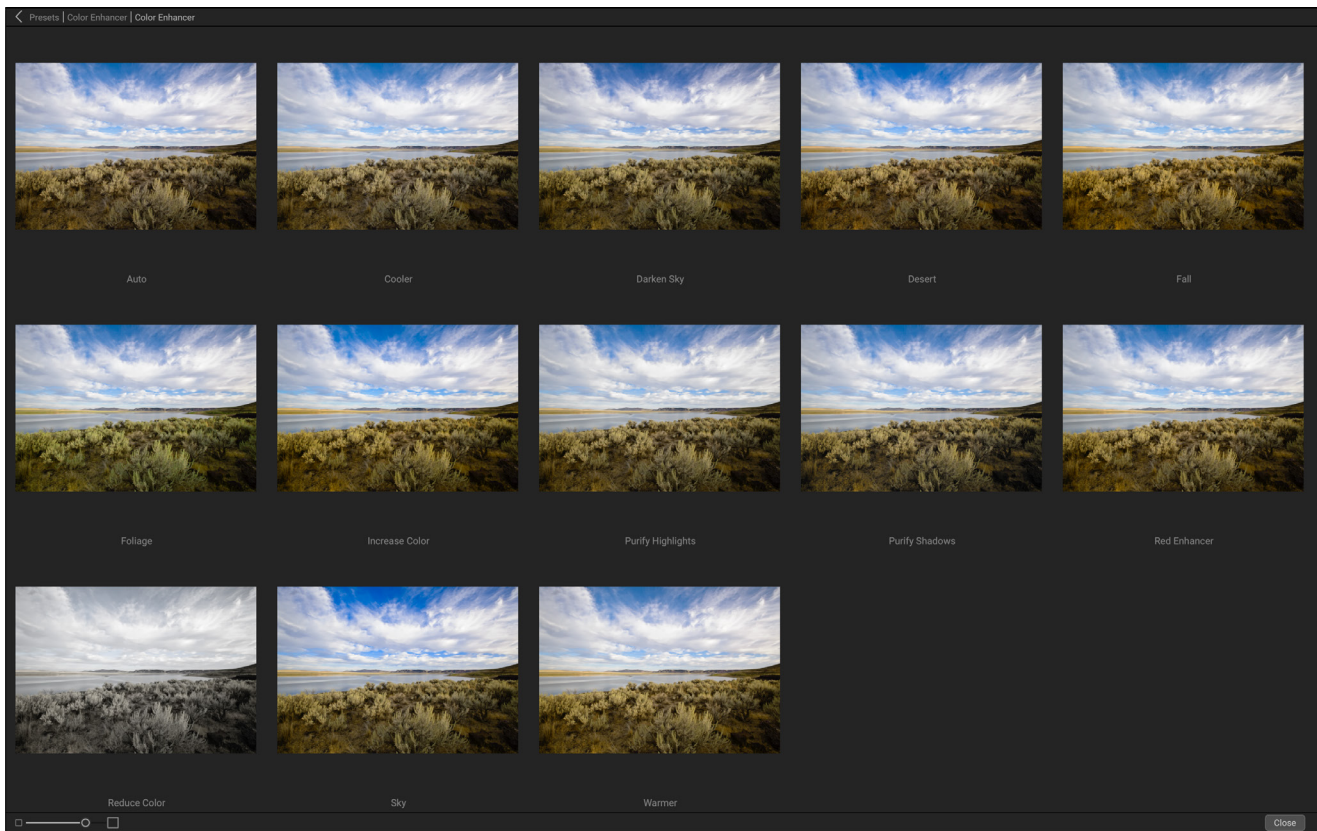 Presets | Color Enhancer | Color Enhancer
Auto
Cooler
Darken Sky
Desert
Fall
Foliage
Increase Color
Purify Highlights
Purify Shadows
Red Enhancer
Reduce Color
Sky
Warmer
Close